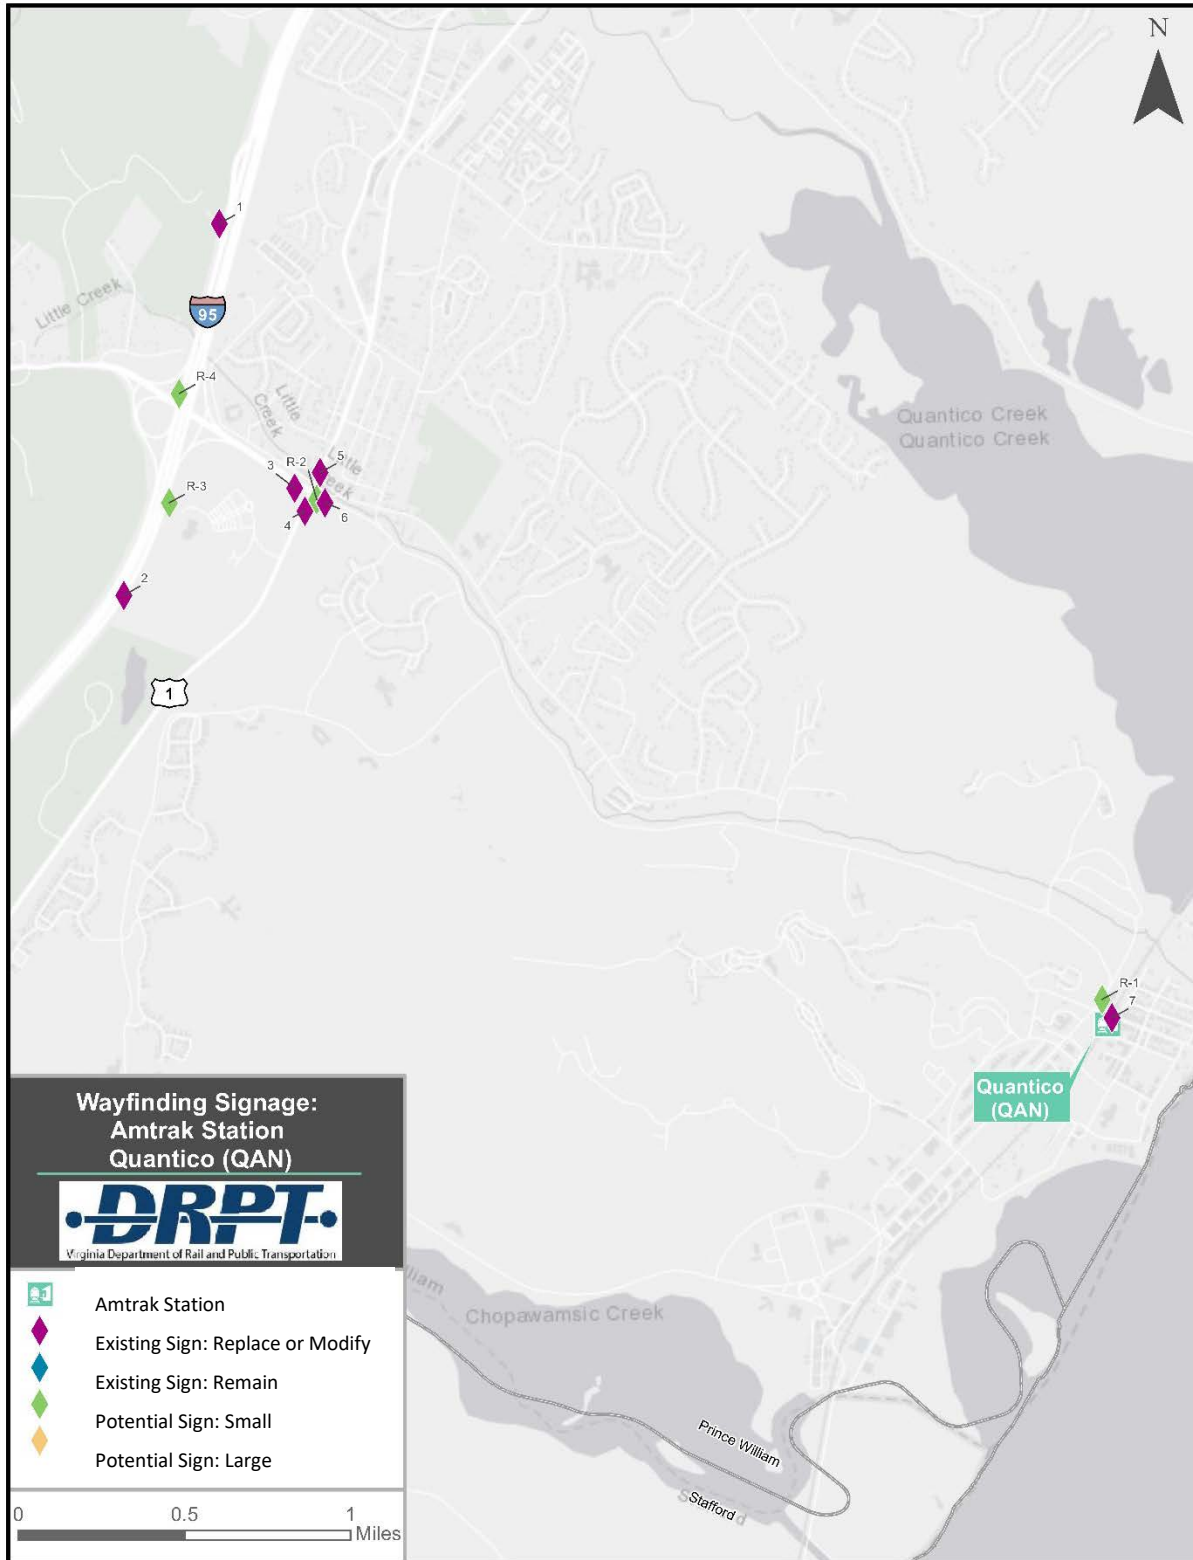 N
1
Little Creek
95
R-4
Little
Creek
Quantico Creek
Quantico Creek
Little
Creek
3
R-2
5
R-3
4
6
2
1
R-1
7
Quantico
(QAN)
Wayfinding Signage:
Amtrak Station
Quantico (QAN)
DRPT
Virginia Department of Rail and Public Transportation
William
Chopawamsic Creek
Amtrak Station
Existing Sign: Replace or Modify
Existing Sign: Remain
Potential Sign: Small
Potential Sign: Large
Prince William
Stafford
0 0.5 1
Miles